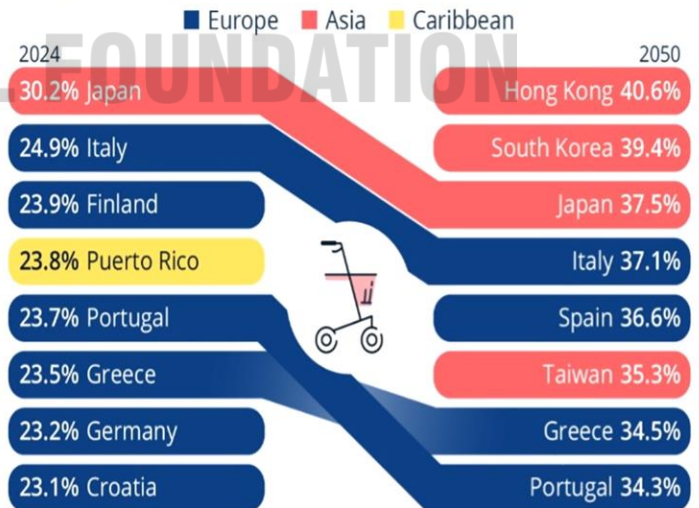 Europe Asia Caribbean
L FOUNDATION
2024 2050
30.2% Japan Hong Kong 40.6%
24.9% Italy South Korea 39.4%
23.9% Finland Japan 37.5%
23.8% Puerto Rico Italy 37.1%
23.7% Portugal Spain 36.6%
23.5% Greece Taiwan 35.3%
23.2% Germany Greece 34.5%
23.1% Croatia Portugal 34.3%